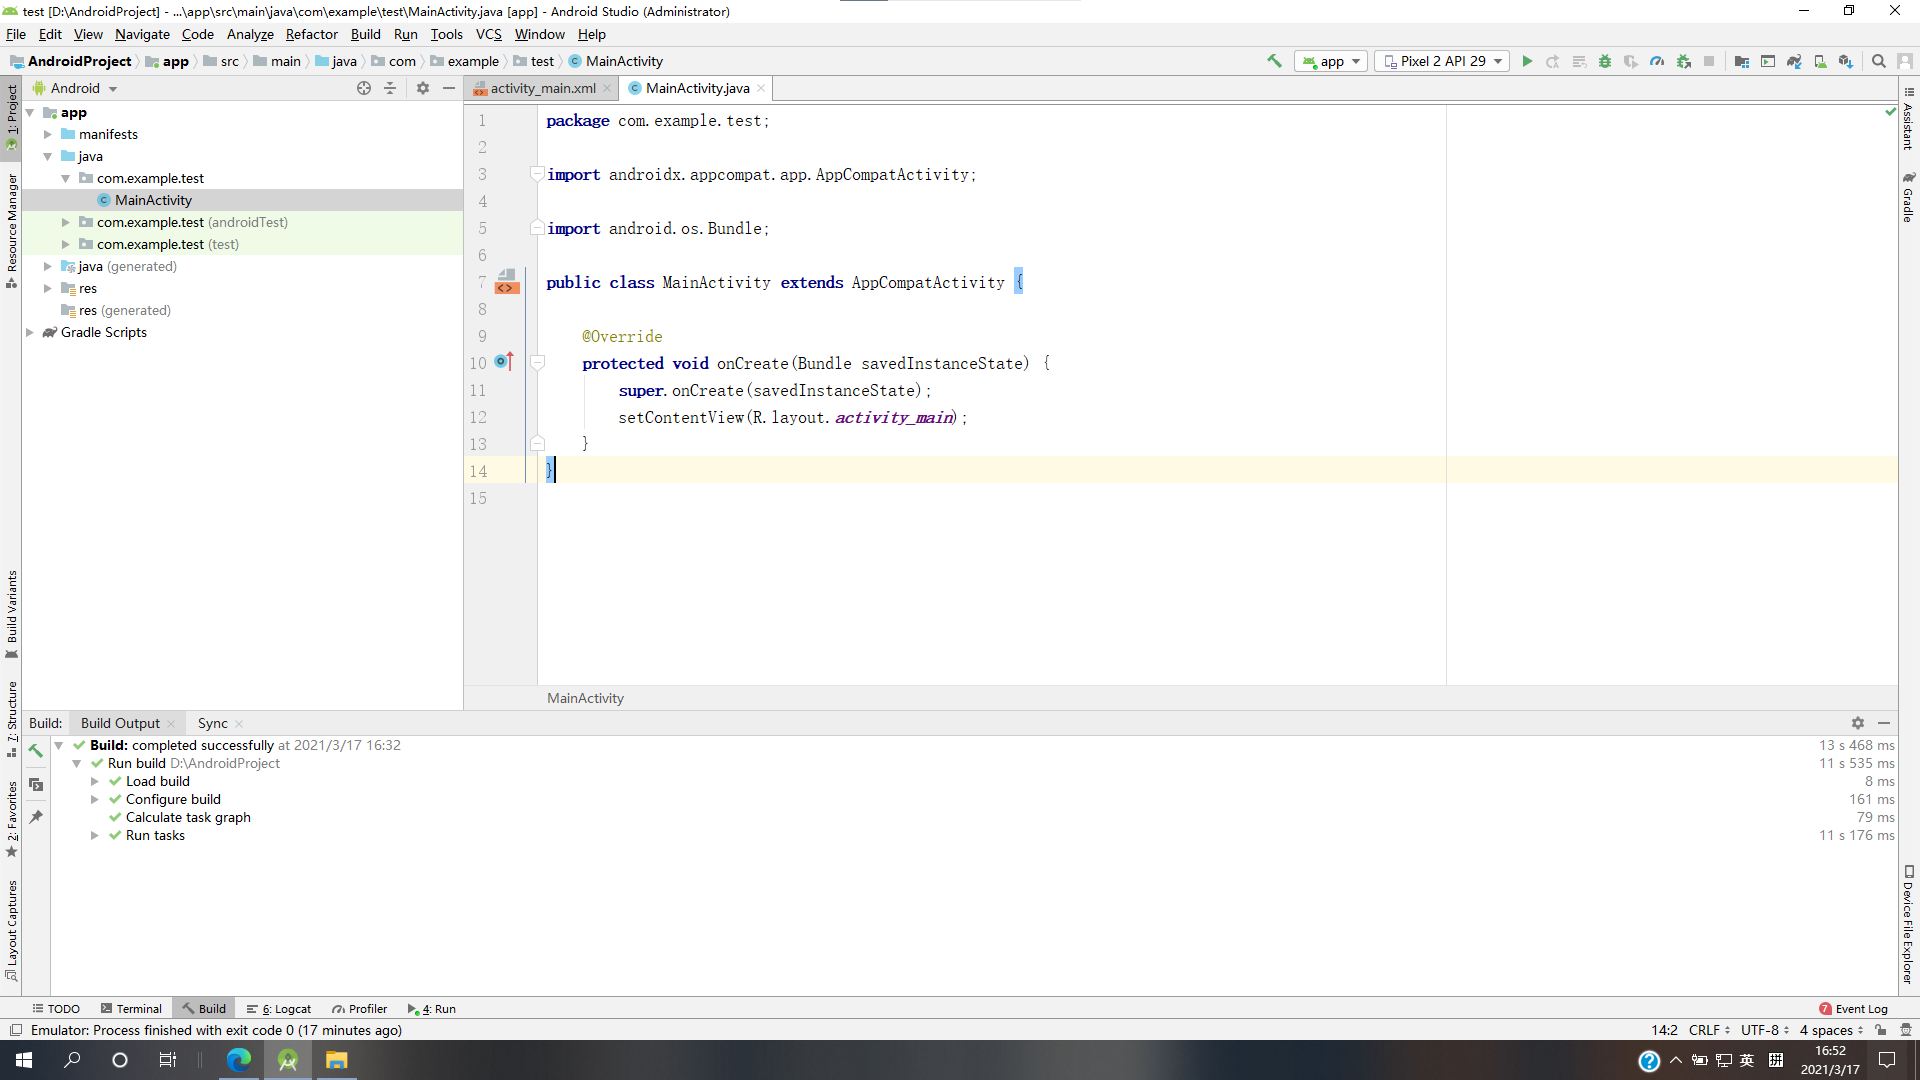 test [D:\AndroidProject] - ...\app\src\main\java\com\example\test\MainActivity.java [app] - Android Studio (Administrator)
File Edit View Navigate Code Analyze Refactor Build Run Tools VCS Window Help
AndroidProject app src main java com example test MainActivity app Pixel 2 API 29
Android
activity_main.xml MainActivity.java
1: Project
Resource Manager
Build Variants
7: Structure
2: Favorites
Layout Captures
app
manifests
java
com.example.test
MainActivity
com.example.test (androidTest)
com.example.test (test)
java (generated)
res
res (generated)
Gradle Scripts
1 package com.example.test;
2
3 import androidx.appcompat.app.AppCompatActivity;
4
5 import android.os.Bundle;
6
7 public class MainActivity extends AppCompatActivity {
8
9 @Override
10 protected void onCreate(Bundle savedInstanceState) {
11 super.onCreate(savedInstanceState);
12 setContentView(R.layout.activity_main);
13 }
14 }
15
MainActivity
Assistant
Gradle
Device File Explorer
Build: Build Output Sync
Build: completed successfully at 2021/3/17 16:32 13 s 468 ms
Run build D:\AndroidProject 11 s 535 ms
Load build 8 ms
Configure build 161 ms
Calculate task graph 79 ms
Run tasks 11 s 176 ms
TODO Terminal Build 6: Logcat Profiler 4: Run 7 Event Log
Emulator: Process finished with exit code 0 (17 minutes ago) 14:2 CRLF UTF-8 4 spaces
英 16:52
2021/3/17